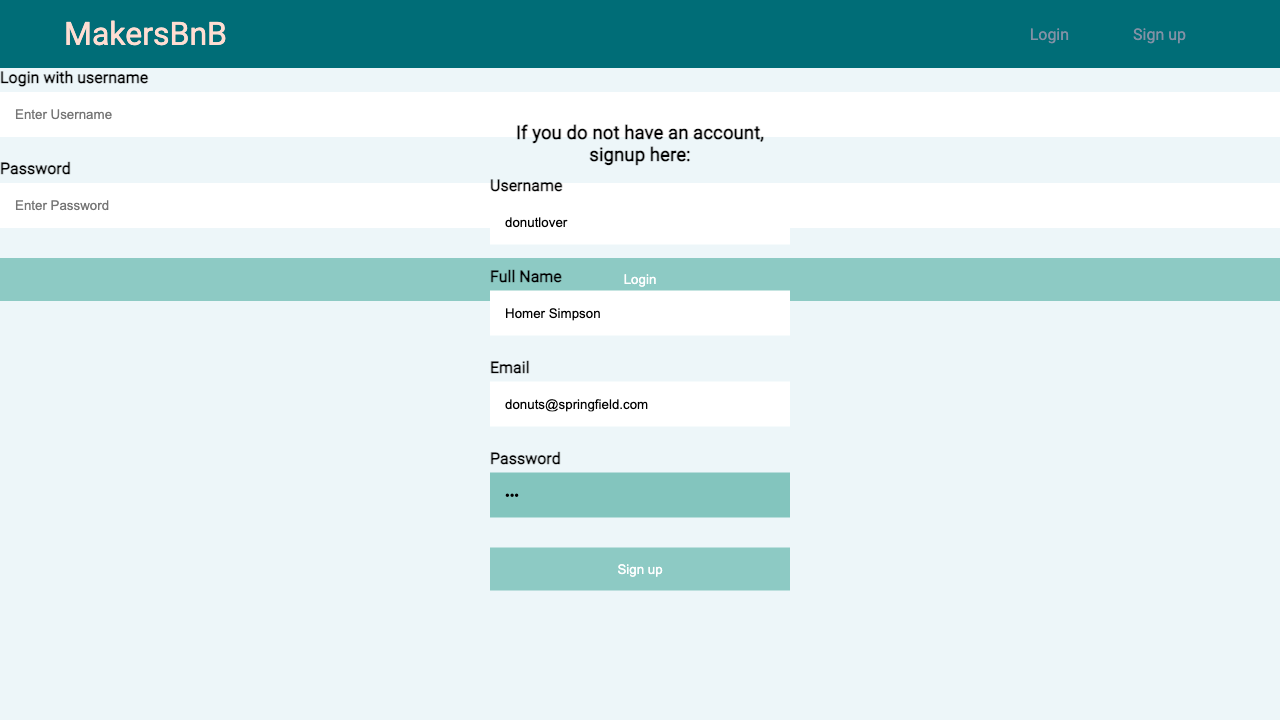 MakersBnB
Login
Sign up
Login with username
Enter Username
Password
Enter Password
Login
If you do not have an account,
signup here:
Username
donutlover
Full Name
Homer Simpson
Email
donuts@springfield.com
Password
•••
Sign up